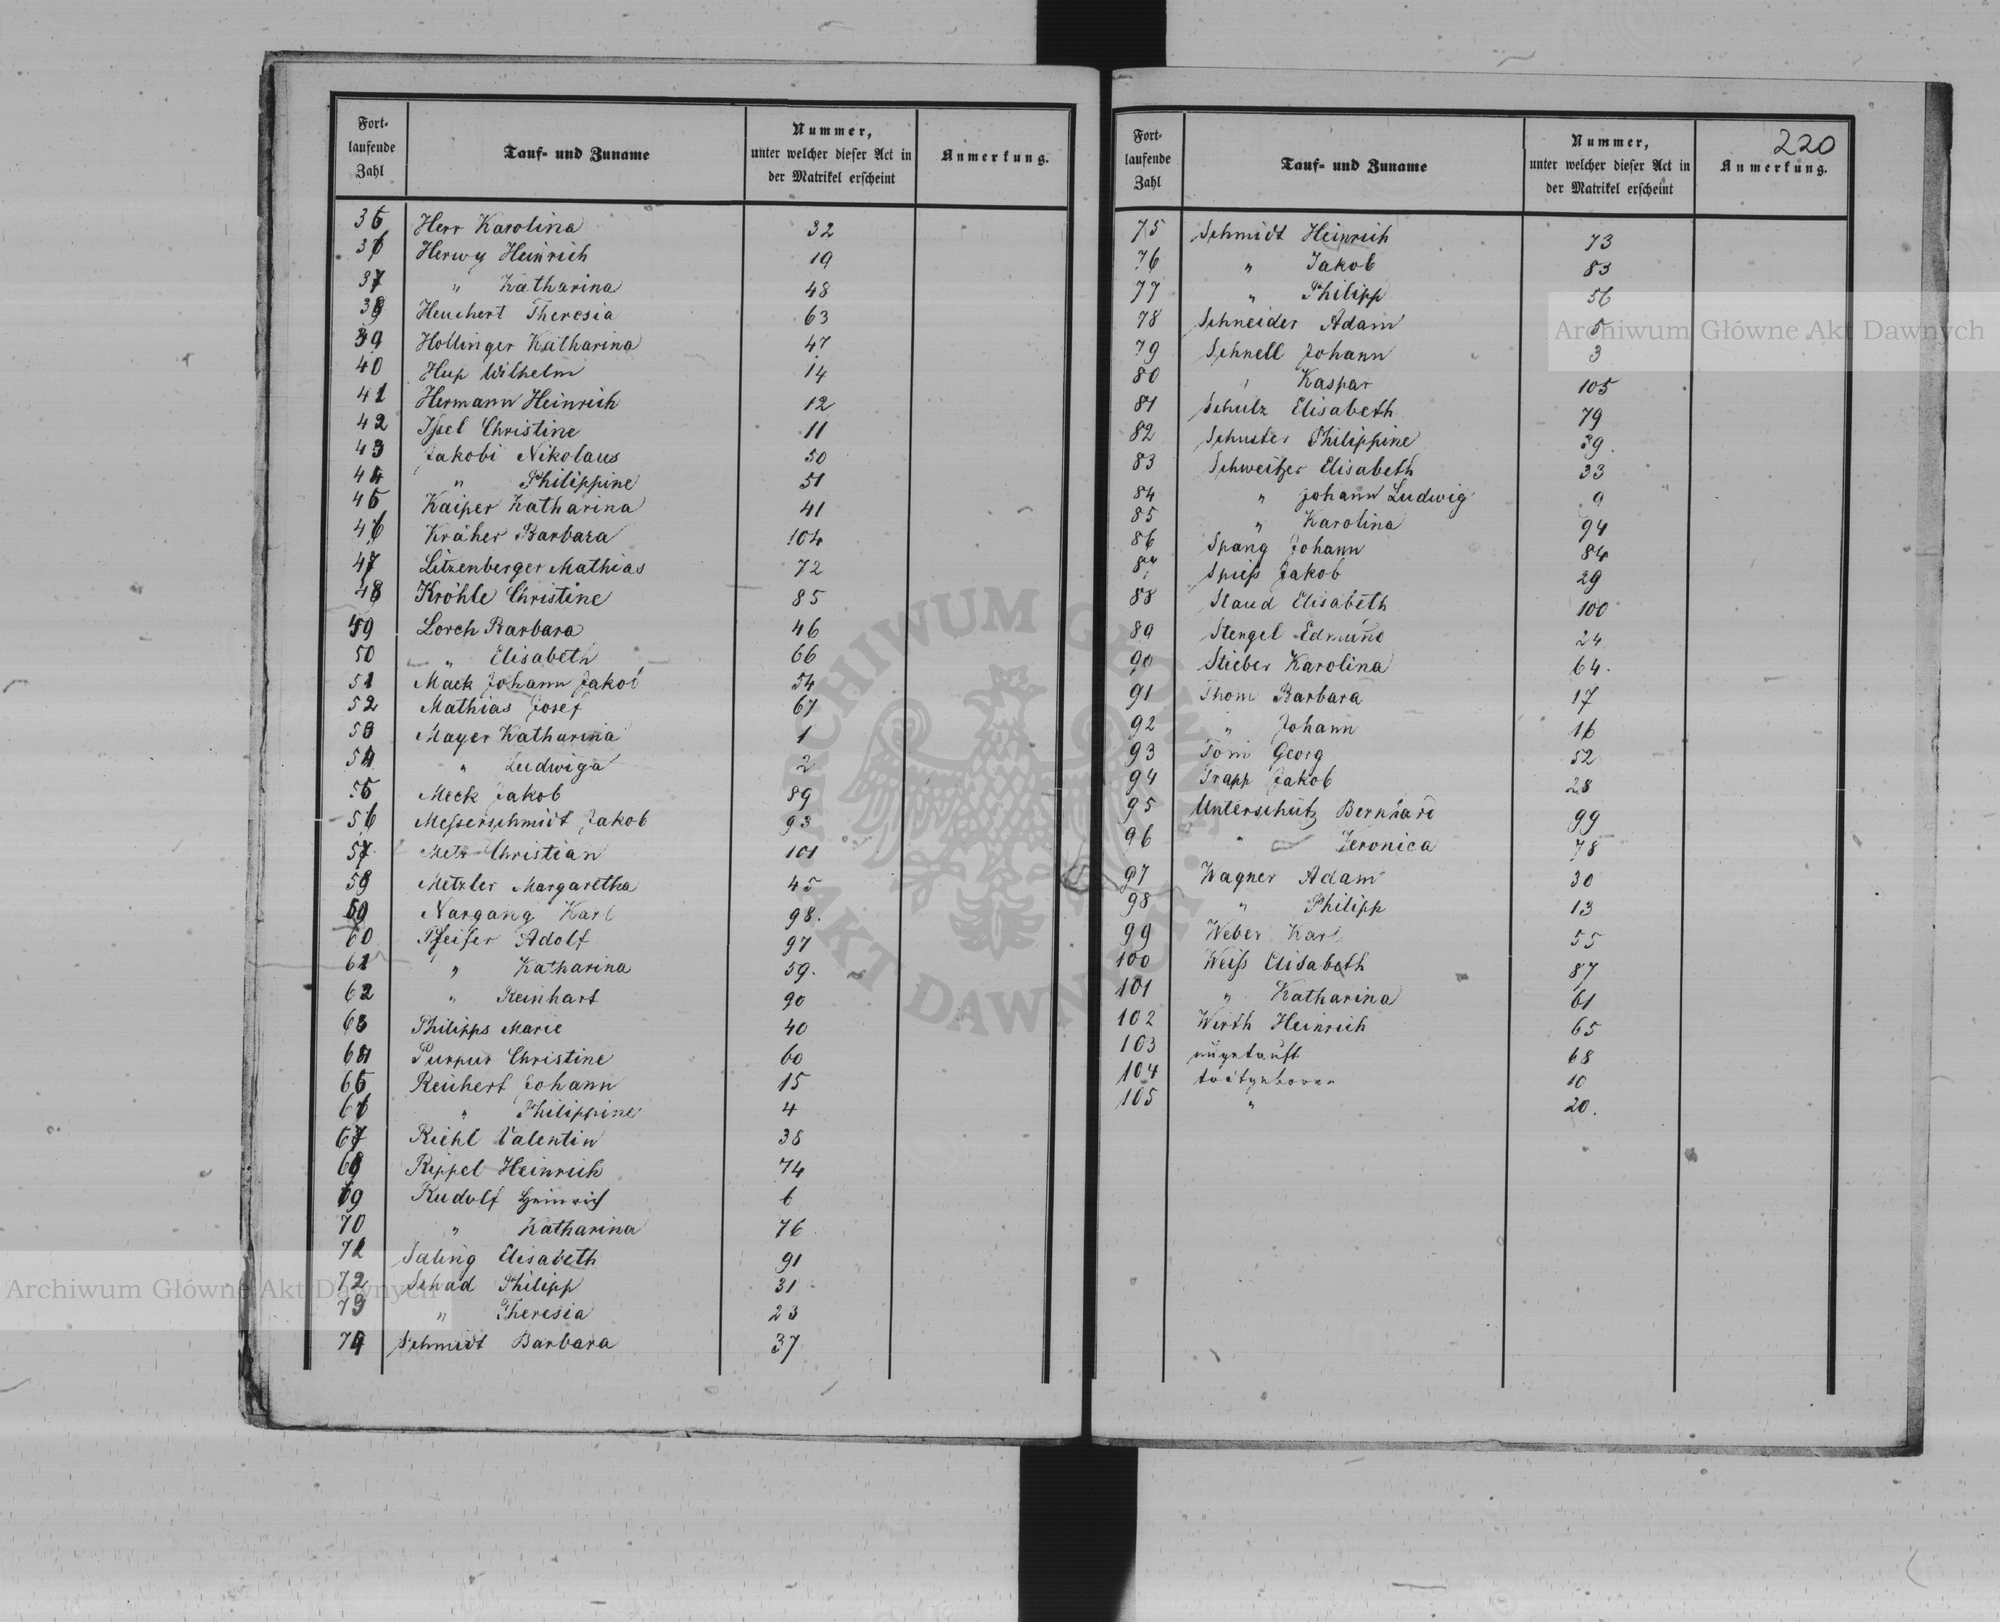 Fort-
laufende
Zahl
Tauf- und Zuname
Nummer,
unter welcher dieser Act in
der Matrikel erscheint
Anmerkung.
35 Herr Karolina 32
36 Herwy Heinrich 19
37 " Katharina 48
38 Heuchert Theresia 63
39 Hollinger Katharina 47
40 Hup Wilhelm 14
41 Hermann Heinrich 12
42 Christine 11
43 Jakobi Nikolaus 50
44 " Philippine 51
45 Kaiper Katharina 41
46 Kräher Barbara 104
47 Litzenberger Mathias 72
48 Kröhle Christine 85
49 Lorch Barbara 46
50 " Elisabeth 66
51 Mack Johann Jakob 54
52 Mathias Josef 67
53 Mayer Katharina 1
54 " Ludwiga 2
55 Meck Jakob 89
56 Meſserschmidt Jakob 93
57 Metz Christian 101
58 Metzler Margaretha 45
59 Nargang Karl 98.
60 Pfeifer Adolf 97
61 " Katharina 59.
62 " Reinhart 90
63 Philipps Marie 40
64 Purpur Christine 60
65 Reichert Johann 15
66 " Philippine 4
67 Riehl Valentin 38
68 Rippel Heinrich 74
69 Rudolf Heinrich 6
70 " Katharina 76
71 Saling Elisabeth 91
72 Schad Philipp 31
73 " Theresia 23
74 Schmidt Barbara 37
220
Fort-
laufende
Zahl
Tauf- und Zuname
Nummer,
unter welcher dieser Act in
der Matrikel erscheint
Anmerkung.
75 Schmidt Heinrich 73
76 " Jakob 83
77 " Philipp 56
78 Schneider Adam 5
79 Schnell Johann 3
80 " Kaspar 105
81 Schulz Elisabeth 79
82 Schuster Philippine 39.
83 Schweitzer Elisabeth 33
84 " Johann Ludwig 9
85 " Karolina 94
86 Spang Johann 84
87 Spieſs Jakob 29
88 Staud Elisabeth 100
89 Stengel Edmund 24
90 Stieber Karolina 64.
91 Thom Barbara 17
92 " Johann 16
93 Tom Georg 52
94 Trapp Jakob 28
95 Unterschütz Bernhard 99
96 " Veronica 78
97 Wagner Adam 30
98 " Philipp 13
99 Weber Karl 55
100 Weiſs Elisabeth 87
101 " Katharina 61
102 Wirth Heinrich 65
103 ungetauft 68
104 todtgeboren 10
105 " 20.
Archiwum Główne Akt Dawnych
Archiwum Główne Akt Dawnych
ARCHIWUM GŁÓWNE AKT DAWNYCH